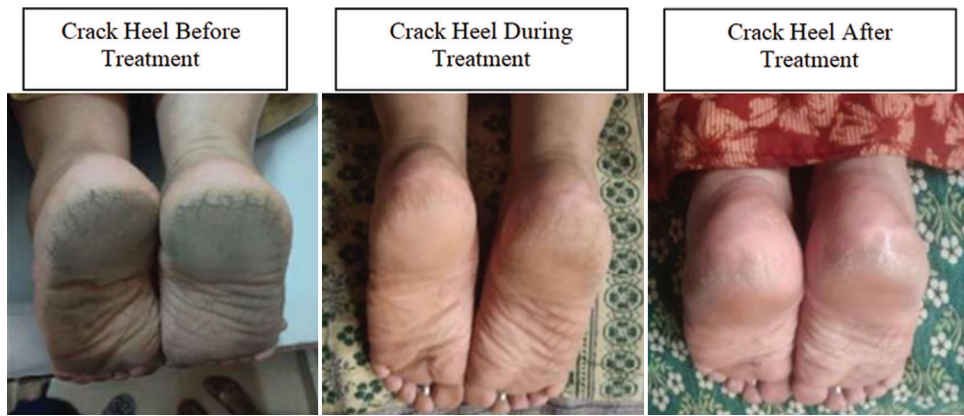 Crack Heel Before
Treatment
Crack Heel During
Treatment
Crack Heel After
Treatment